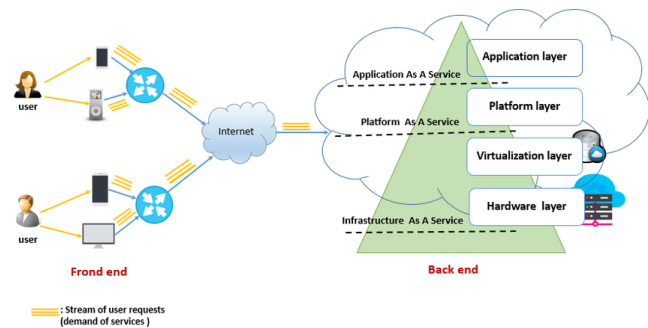 user
user
Frond end
Internet
Application As A Service
Platform As A Service
Infrastructure As A Service
Application layer
Platform layer
Virtualization layer
Hardware layer
Back end
: Stream of user requests
(demand of services )